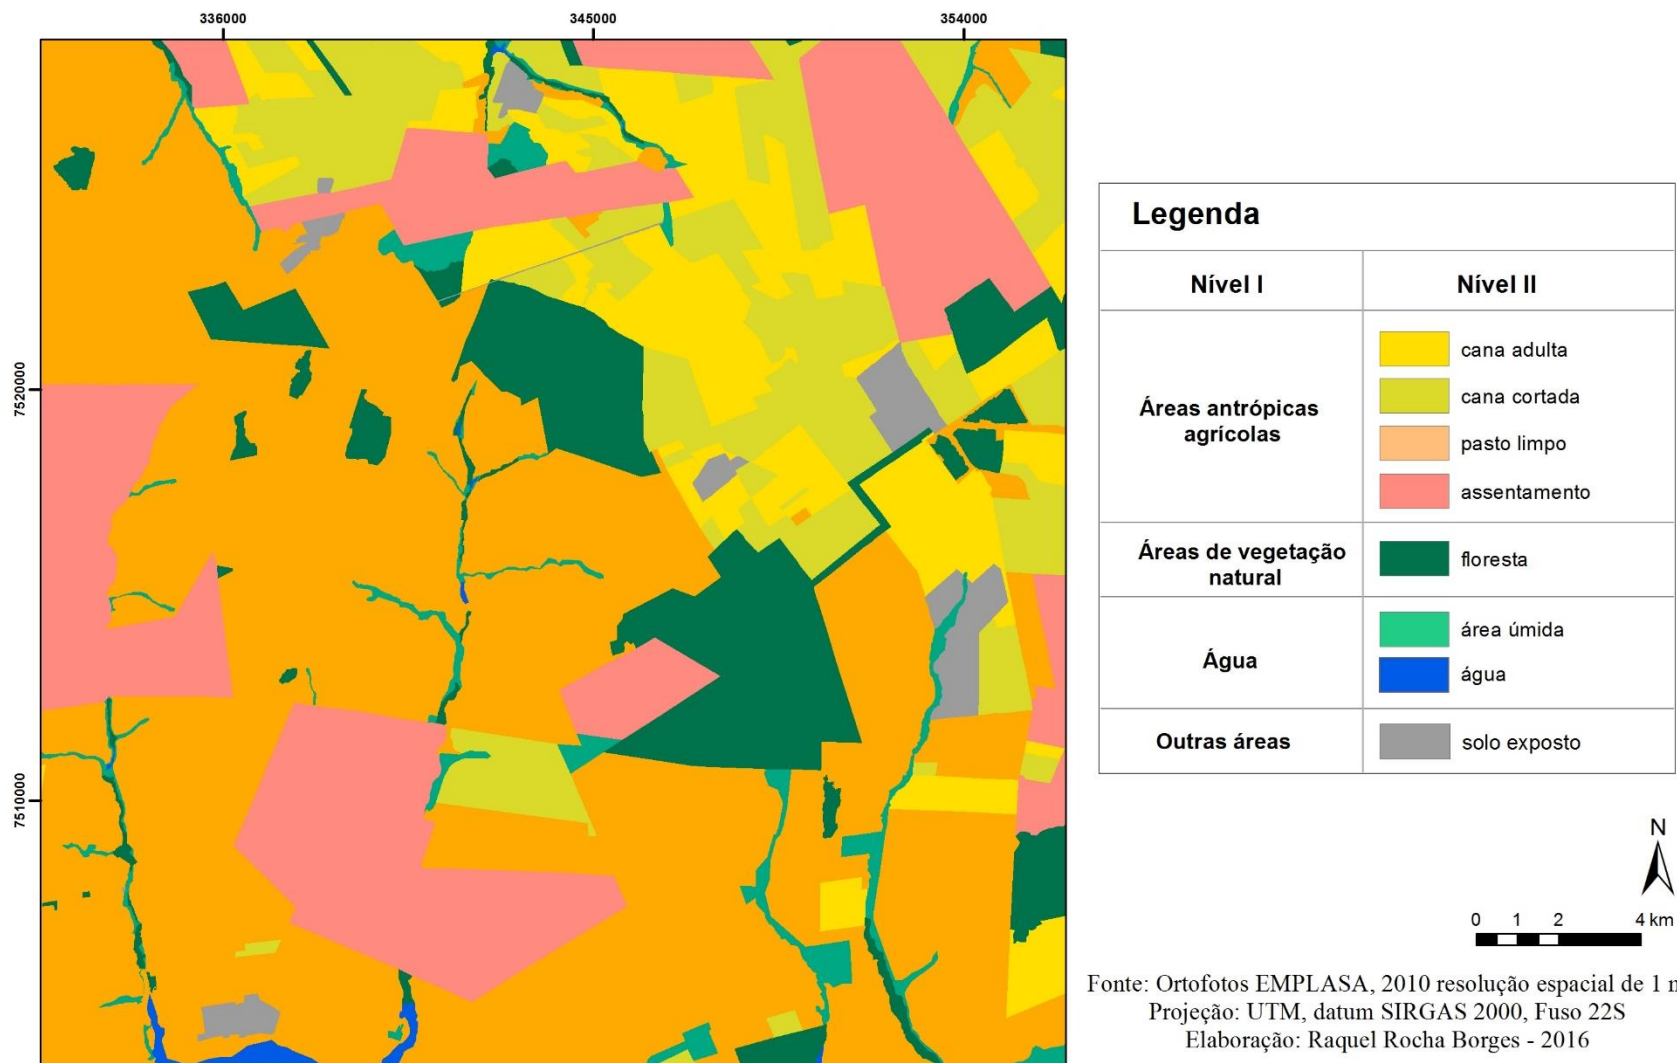 336000
345000
354000
7520000
7510000
Legenda
Nível I
Nível II
Áreas antrópicas
agrícolas
cana adulta
cana cortada
pasto limpo
assentamento
Áreas de vegetação
natural
floresta
Água
área úmida
água
Outras áreas
solo exposto
N
0 1 2 4 km
Fonte: Ortofotos EMPLASA, 2010 resolução espacial de 1
Projeção: UTM, datum SIRGAS 2000, Fuso 22S
Elaboração: Raquel Rocha Borges - 2016